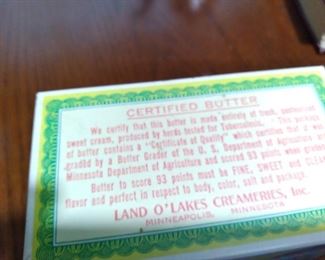 CERTIFIED BUTTER
We certify that this butter is made entirely of fresh, pasteurized
sweet cream, produced by herds tested for Tuberculosis. This package
of butter contains a "Certificate of Quality" which certifies that it was
graded by a Butter Grader of the U. S. Department of Agriculture
Minnesota Department of Agriculture and scored 93 points when graded
Butter to score 93 points must be FINE, SWEET and CLEAN
flavor and perfect in respect to body, color, salt and package.
LAND O'LAKES CREAMERIES, Inc.
MINNEAPOLIS, MINNESOTA